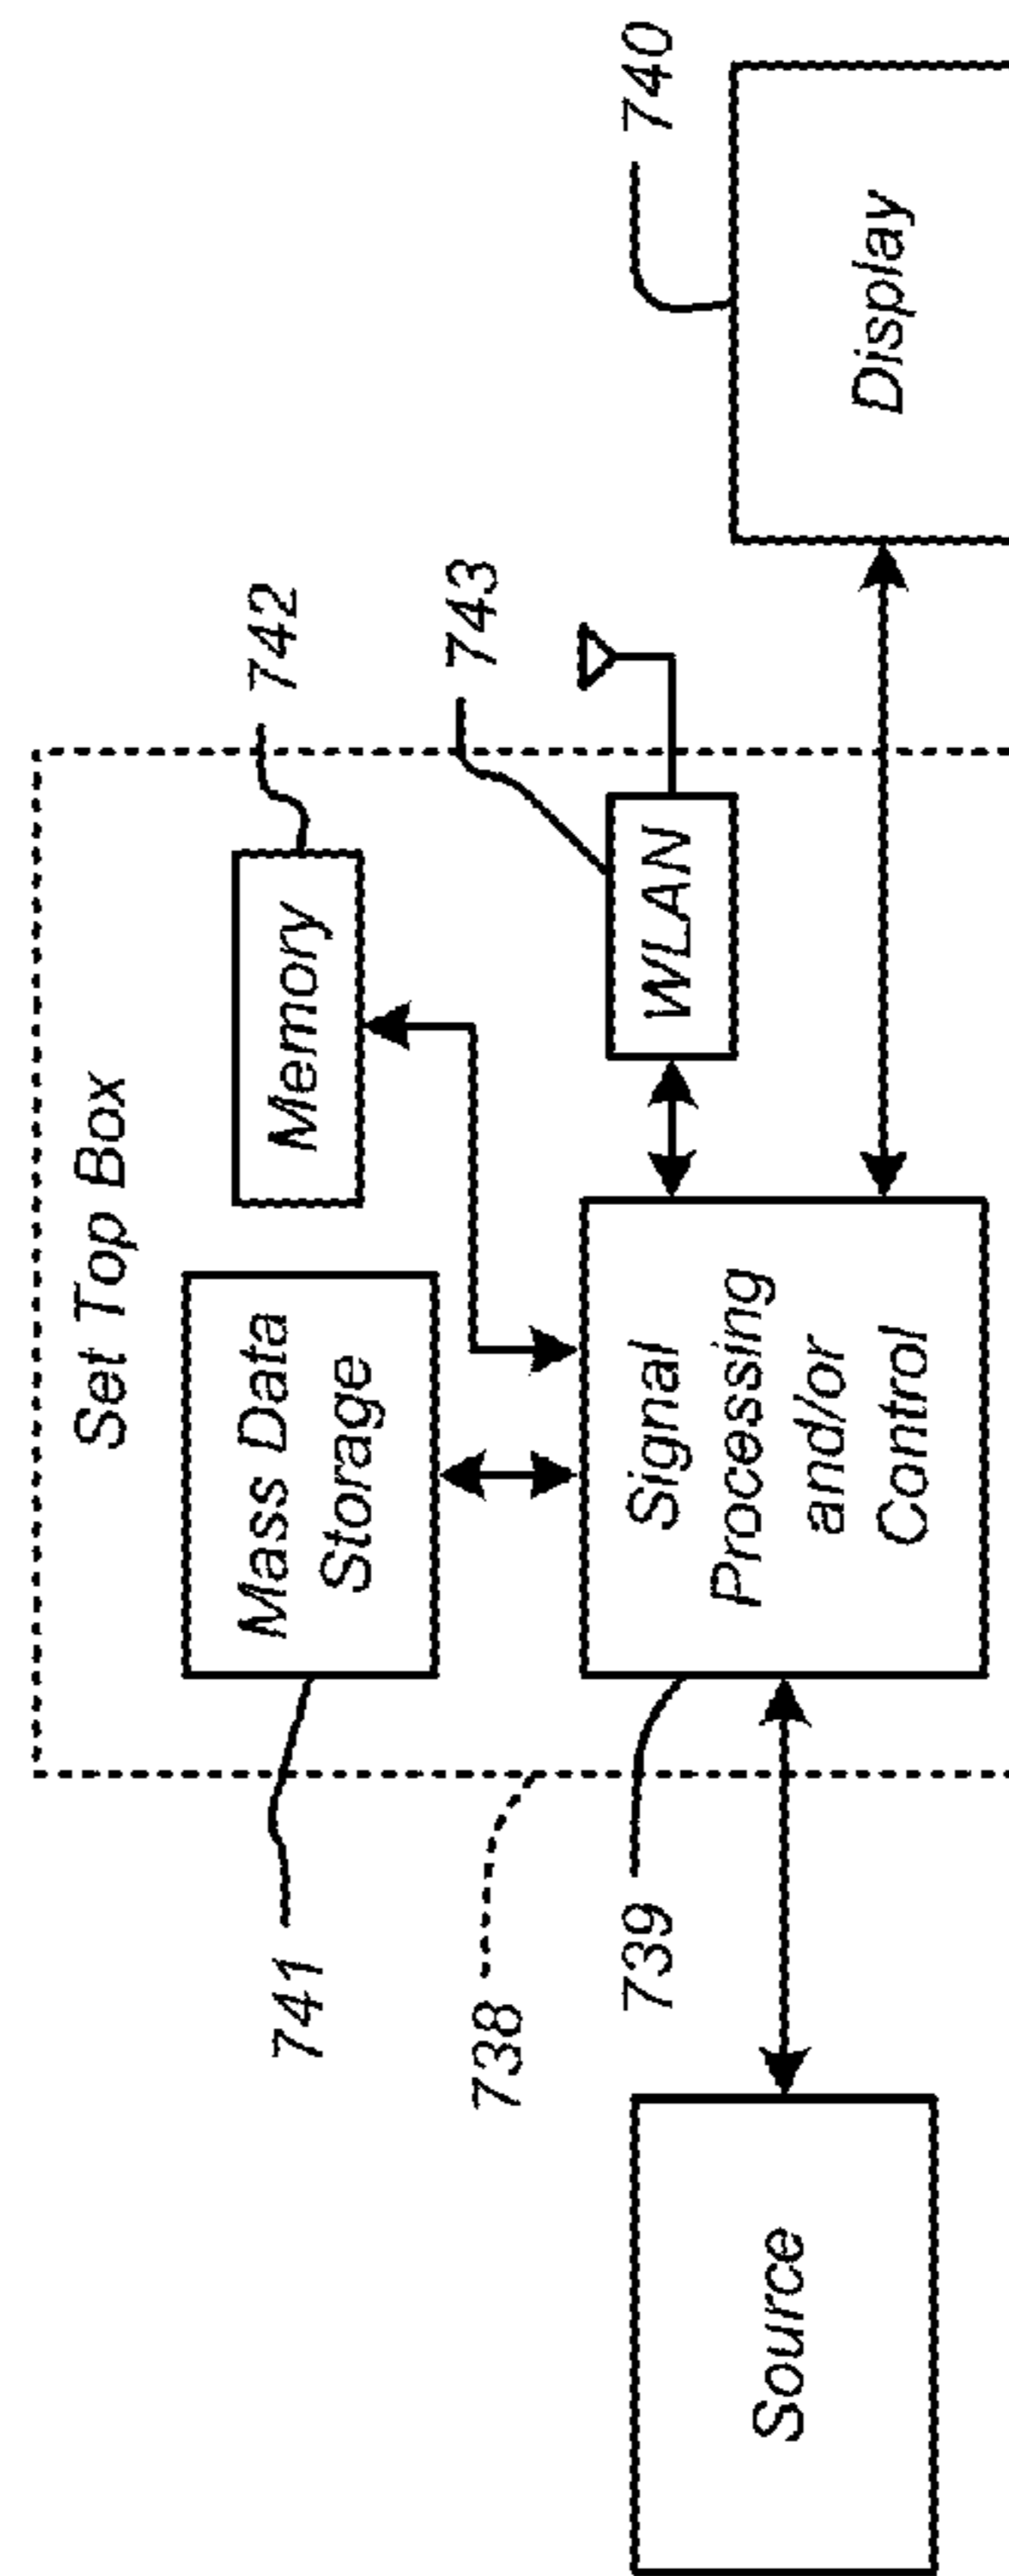 Set Top Box
741
Mass Data
Storage
Memory
742
738
743
739
Signal
Processing
and/or
Control
WLAN
740
Source
Display